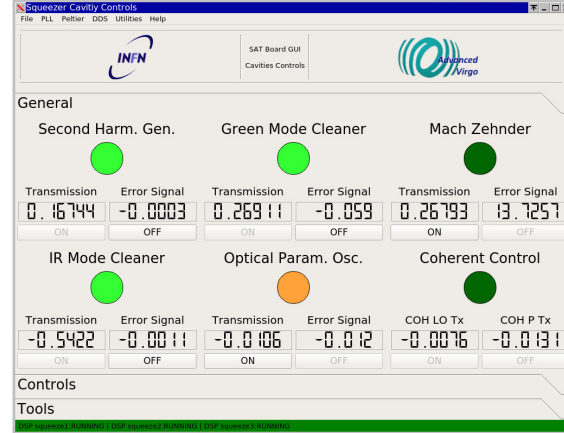 Squeezer Cavitiy Controls
File PLL Peltier DDS Utilities Help
INFN
SAT Board GUI
Cavities Controls
Advanced
Virgo
General
Second Harm. Gen. Green Mode Cleaner Mach Zehnder
Transmission Error Signal Transmission Error Signal Transmission Error Signal
0.16744 -0.0003 0.26911 -0.059 0.26793 13.7257
ON OFF ON OFF ON OFF
IR Mode Cleaner Optical Param. Osc. Coherent Control
Transmission Error Signal Transmission Error Signal COH LO Tx COH P Tx
-0.5422 -0.0011 -0.0106 -0.012 -0.0076 -0.0131
ON OFF ON OFF ON OFF
Controls
Tools
DSP squeeze1:RUNNING | DSP squeeze2:RUNNING | DSP squeeze3:RUNNING